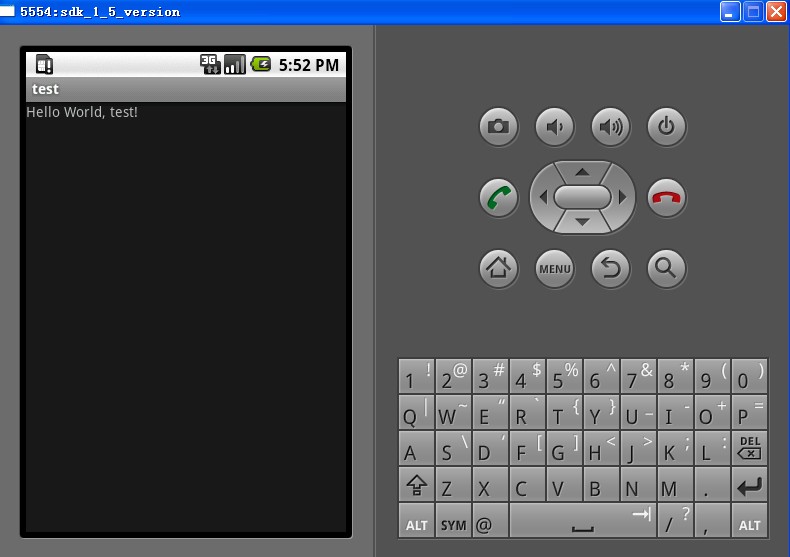 5554:sdk_1_5_version
3G 5:52 PM
test
Hello World, test!
MENU
1 ! 2 @ 3 # 4 $ 5 % 6 ^ 7 & 8 * 9 ( 0 )
Q | W ~ E " R ` T { Y } U _ I - O + P =
A S \ D ' F [ G ] H < J > K ; L : DEL
Z X C V B N M .
ALT SYM @ / ? , ALT